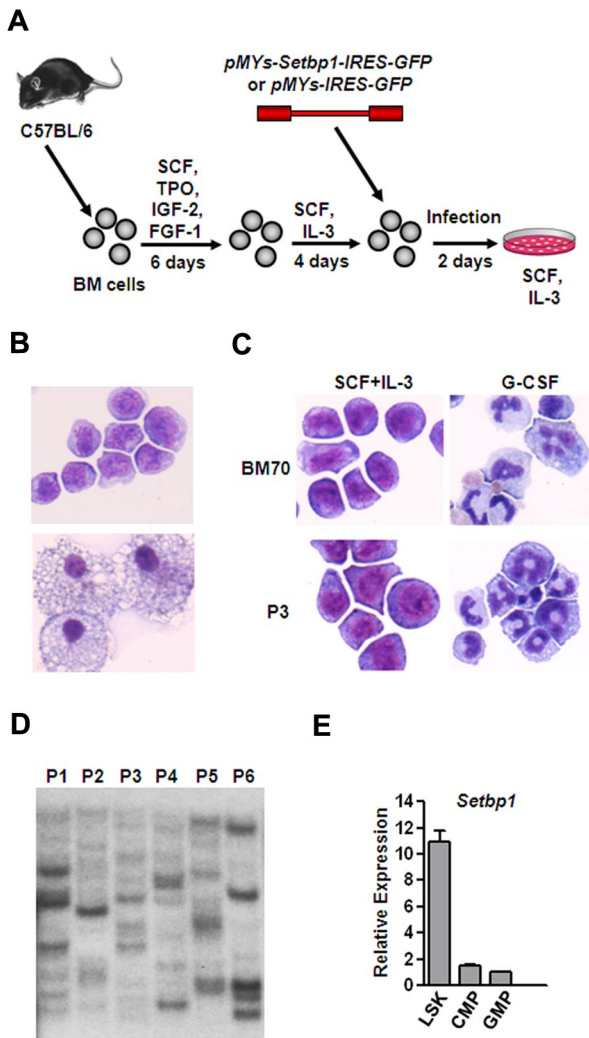 A
pMYs-Setbp1-IRES-GFP
or pMYs-IRES-GFP
C57BL/6
SCF,
TPO,
IGF-2,
FGF-1
6 days
BM cells
SCF,
IL-3
4 days
Infection
2 days
SCF,
IL-3
B
C
SCF+IL-3
G-CSF
BM70
P3
D
P1 P2 P3 P4 P5 P6
E
Setbp1
Relative Expression
14
12
10
8
6
4
2
0
LSK
CMP
GMP